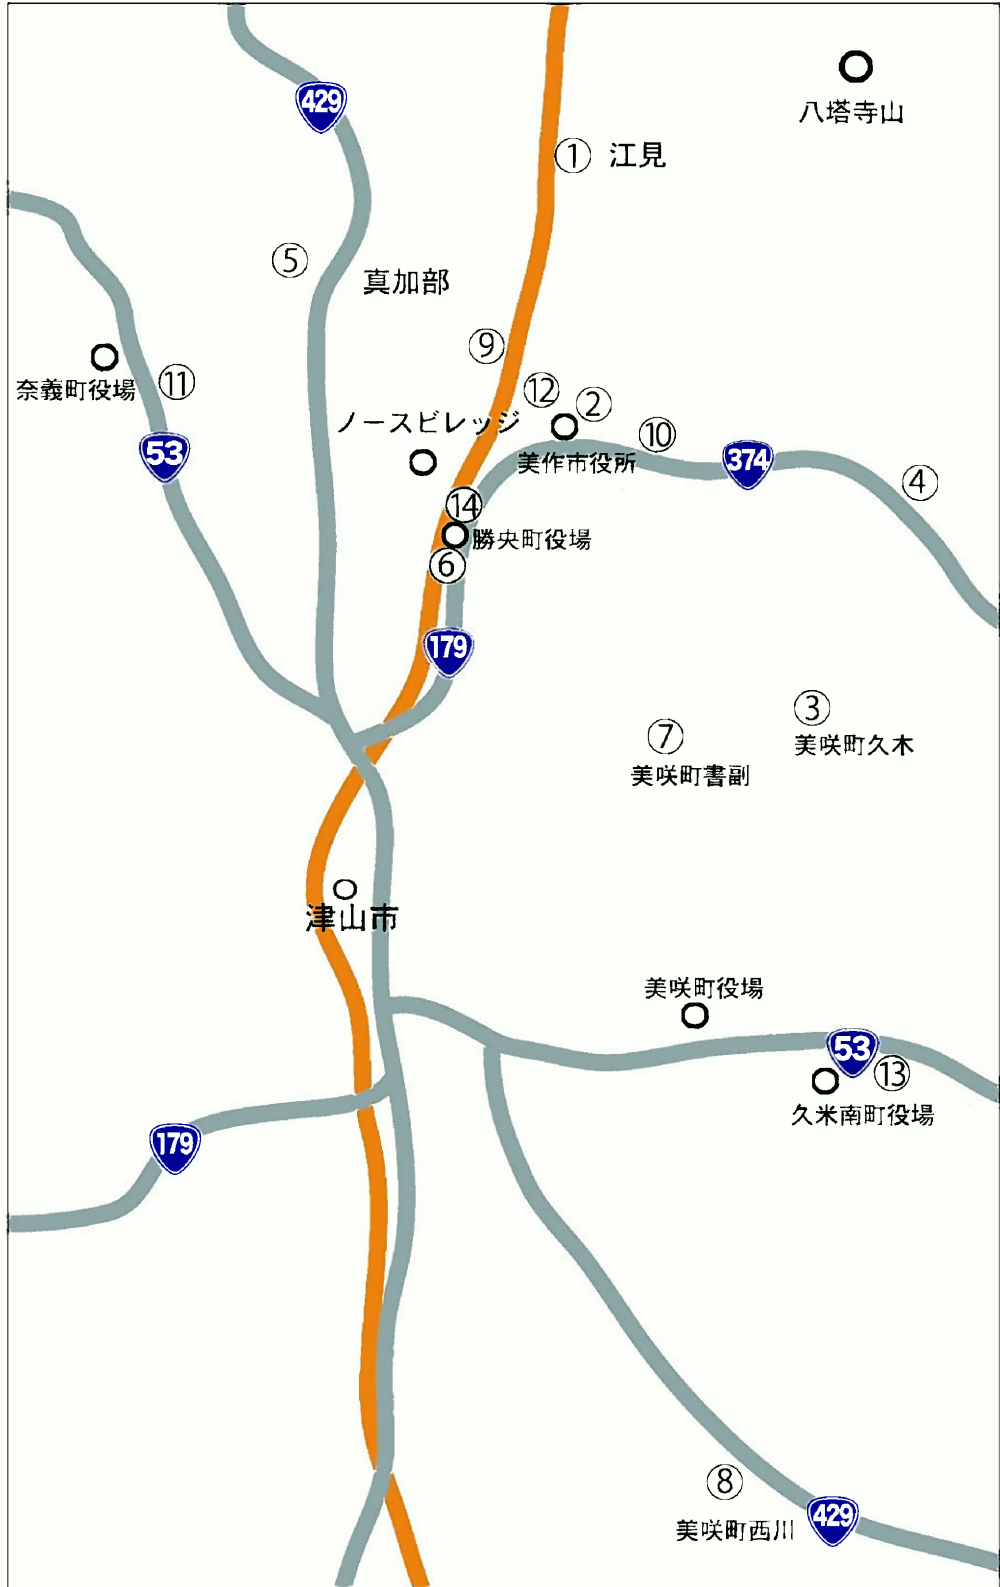 429
八塔寺山
① 江見
⑤
真加部
⑨
奈義町役場
⑪
⑫
②
ノースビレッジ
⑩
53
美作市役所
374
④
⑭
勝央町役場
⑥
179
③
⑦
美咲町久木
美咲町書副
津山市
美咲町役場
53
⑬
久米南町役場
179
⑧
美咲町西川
429